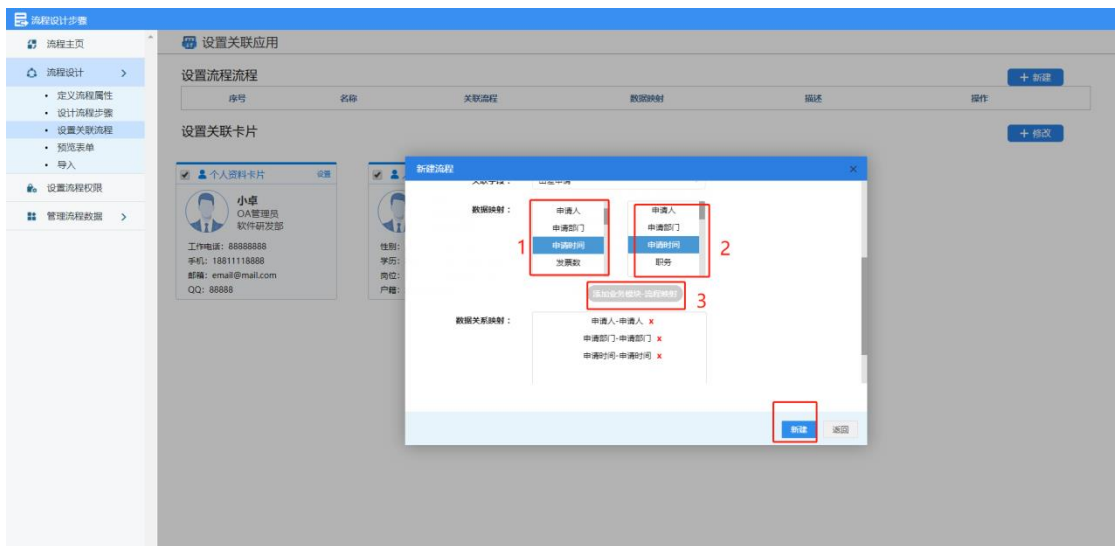 流程设计步骤
流程主页
流程设计
定义流程属性
设计流程步骤
设置关联流程
预览表单
导入
设置流程权限
管理流程数据
设置关联应用
设置流程流程
+ 新建
序号 名称 关联流程 数据映射 描述 操作
设置关联卡片
+ 修改
个人资料卡片 设置
小卓
OA管理员
软件研发部
工作电话: 88888888
手机: 18811118888
邮箱: email@mail.com
QQ: 88888
性别:
学历:
岗位:
户籍:
新建流程 ×
数据映射:
申请人
申请部门
申请时间
发票数
1
申请人
申请部门
申请时间
职务
2
添加业务模块-流程映射
3
数据关系映射:
申请人-申请人 x
申请部门-申请部门 x
申请时间-申请时间 x
新建 返回